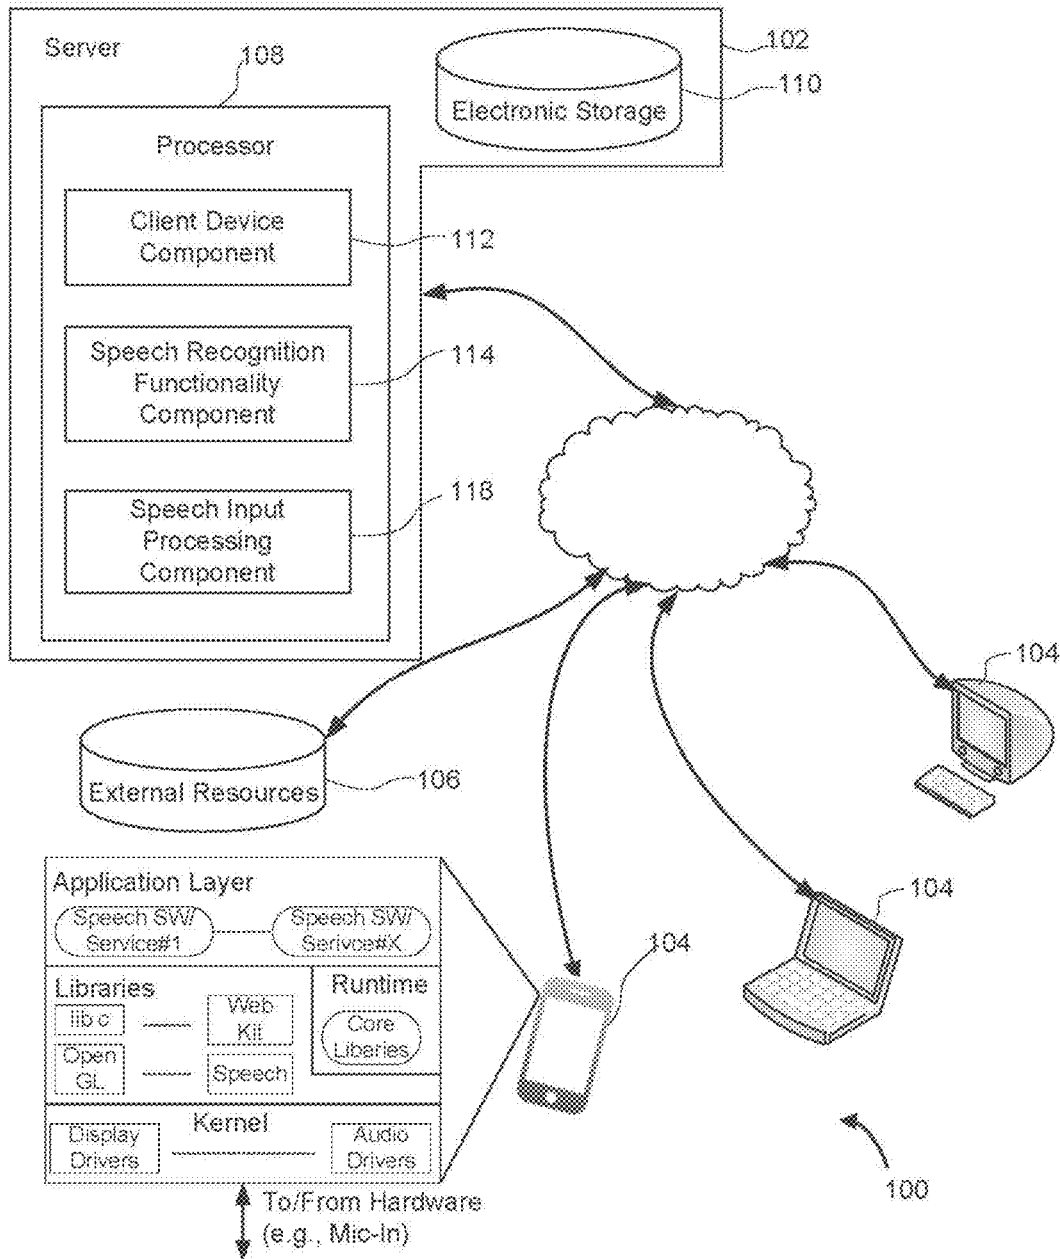 Server
108
102
110
Electronic Storage
Processor
Client Device
Component
112
Speech Recognition
Functionality
Component
114
Speech Input
Processing
Component
118
104
External Resources
106
Application Layer
Speech SW/
Service#1
Speech SW/
Serivce#X
104
104
Libraries
lib c
Web
Kit
Open
GL
Speech
Runtime
Core
Libaries
Kernel
Display
Drivers
Audio
Drivers
100
To/From Hardware
(e.g., Mic-In)